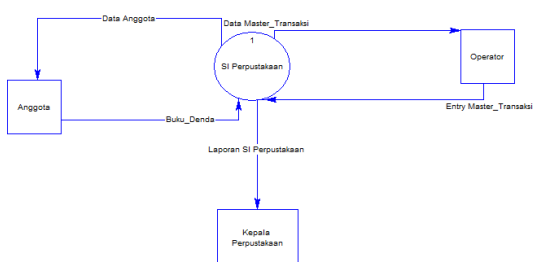 Data Anggota
Data Master_Transaksi
1
SI Perpustakaan
Operator
Anggota
Entry Master_Transaksi
Buku_Denda
Laporan SI Perpustakaan
Kepala
Perpustakaan